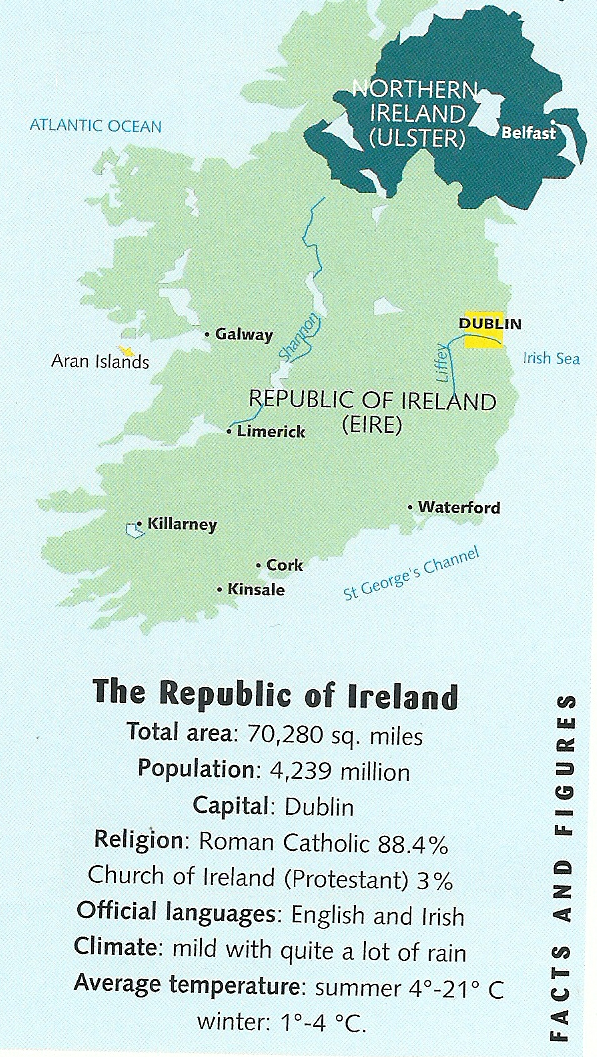 NORTHERN
IRELAND
(ULSTER)
ATLANTIC OCEAN
Belfast
DUBLIN
Galway
Shannon
Liffey
Irish Sea
Aran Islands
REPUBLIC OF IRELAND
(EIRE)
Limerick
Waterford
Killarney
Cork
St George's Channel
Kinsale
The Republic of Ireland
Total area: 70,280 sq. miles
Population: 4,239 million
Capital: Dublin
Religion: Roman Catholic 88.4%
Church of Ireland (Protestant) 3%
Official languages: English and Irish
Climate: mild with quite a lot of rain
Average temperature: summer 4°-21° C
winter: 1°-4 °C.
FACTS AND FIGURES